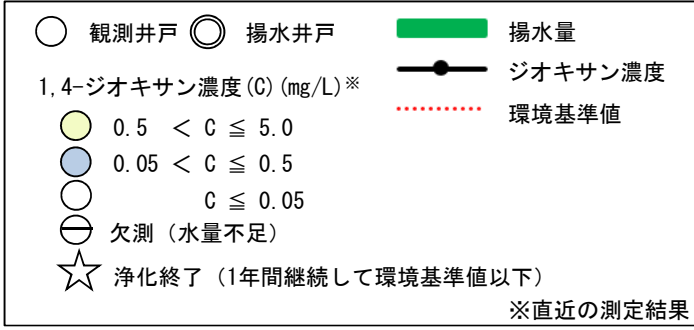 観測井戸 揚水井戸 揚水量
1,4-ジオキサン濃度(C)(mg/L)※ ジオキサン濃度
環境基準値
0.5 < C ≦ 5.0
0.05 < C ≦ 0.5
C ≦ 0.05
欠測（水量不足）
浄化終了（1年間継続して環境基準値以下）
※直近の測定結果